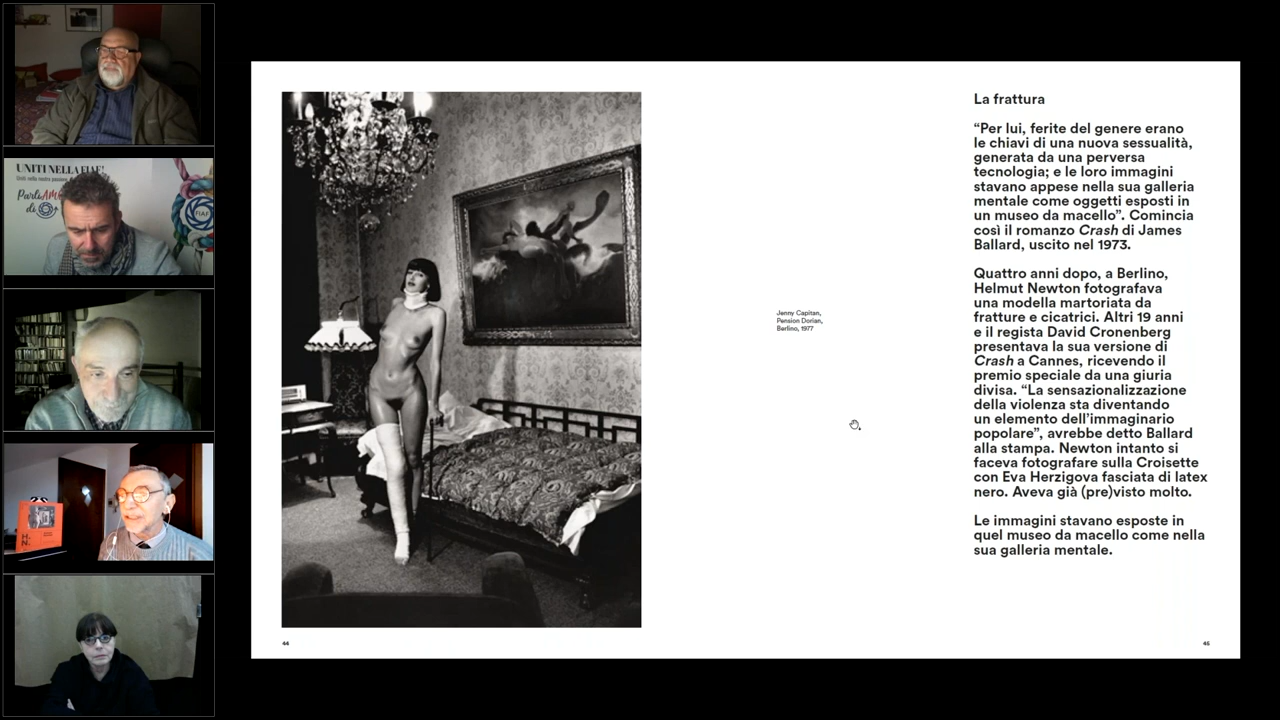 UNITI NELLA FIAF!
ParliAMO
di
FIAF
H.
N.
Jenny Capitan,
Pension Dorian,
Berlino, 1977
La frattura
“Per lui, ferite del genere erano
le chiavi di una nuova sessualità,
generata da una perversa
tecnologia; e le loro immagini
stavano appese nella sua galleria
mentale come oggetti esposti in
un museo da macello”. Comincia
così il romanzo Crash di James
Ballard, uscito nel 1973.
Quattro anni dopo, a Berlino,
Helmut Newton fotografava
una modella martoriata da
fratture e cicatrici. Altri 19 anni
e il regista David Cronenberg
presentava la sua versione di
Crash a Cannes, ricevendo il
premio speciale da una giuria
divisa. “La sensazionalizzazione
della violenza sta diventando
un elemento dell’immaginario
popolare”, avrebbe detto Ballard
alla stampa. Newton intanto si
faceva fotografare sulla Croisette
con Eva Herzigova fasciata di latex
nero. Aveva già (pre)visto molto.
Le immagini stavano esposte in
quel museo da macello come nella
sua galleria mentale.
44
45